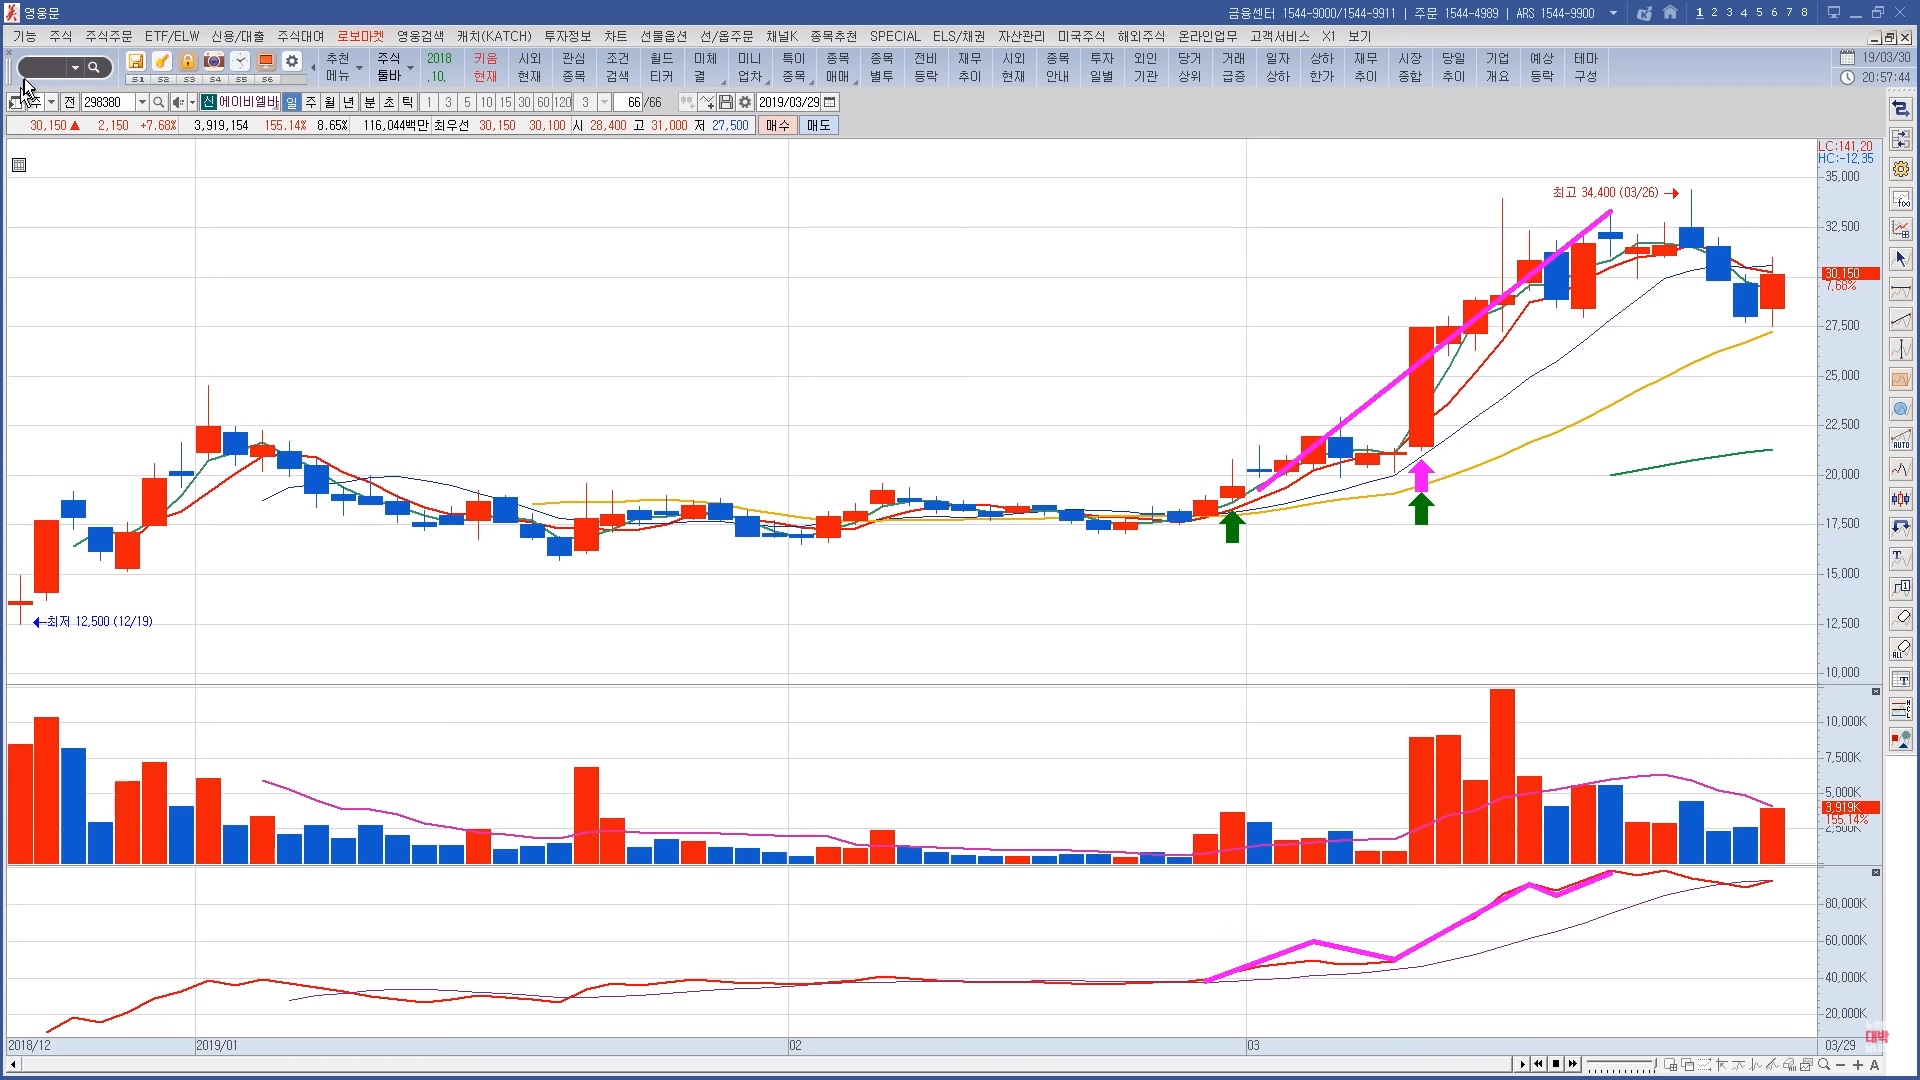 영웅문
금융센터 1544-9000/1544-9911 | 주문 1544-4989 | ARS 1544-9900
1 2 3 4 5 6 7 8
기능 주식 주식주문 ETF/ELW 신용/대출 주식대여 로보마켓 영웅검색 캐치(KATCH) 투자정보 차트 선물옵션 선/옵주문 채널K 종목추천 SPECIAL ELS/채권 자산관리 미국주식 해외주식 온라인업무 고객서비스 X1 보기
추천 주식 2018 키움 시외 관심 조건 월드 미체 미니 특이 종목 종목 전비 재무 시외 종목 투자 외인 당기 거래 일자 상하 재무 시장 당일 기업 예상 테마
메뉴 툴바 .10, 현재 현재 종목 검색 티커 결 업차 종목 매매 별투 등락 추이 현재 안내 일별 기관 상위 급증 상하 한가 추이 종합 추이 개요 등락 구성
S1 S2 S3 S4 S5 S6
19/03/30
20:57:44
전 298380 신 에이비엘바 일 주 월 년 분 초 틱 1 3 5 10 15 30 60 120 3 66 /66 2019/03/29
30,150 ▲ 2,150 +7.68% 3,919,154 155.14% 8.65% 116,044백만 최우선 30,150 30,100 시 28,400 고 31,000 저 27,500 매수 매도
LC:141,20
HC:-12,35
35,000
최고 34,400 (03/26) →
32,500
30,150
7,68%
27,500
25,000
22,500
20,000
17,500
15,000
←최저 12,500 (12/19)
12,500
10,000
10,000K
7,500K
5,000K
3,919K
155,14%
2,500K
80,000K
60,000K
40,000K
20,000K
대박
2018/12 2019/01 02 03 03/29
AUTO
ALL
A